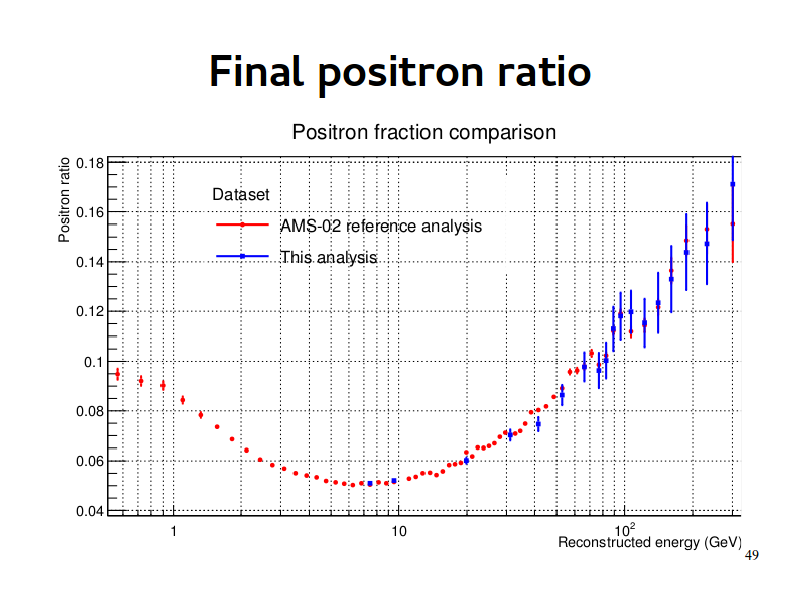 Final positron ratio
Positron fraction comparison
Positron ratio
0.18
0.16
0.14
0.12
0.1
0.08
0.06
0.04
Dataset
AMS-02 reference analysis
This analysis
1
10
10²
Reconstructed energy (GeV)
49